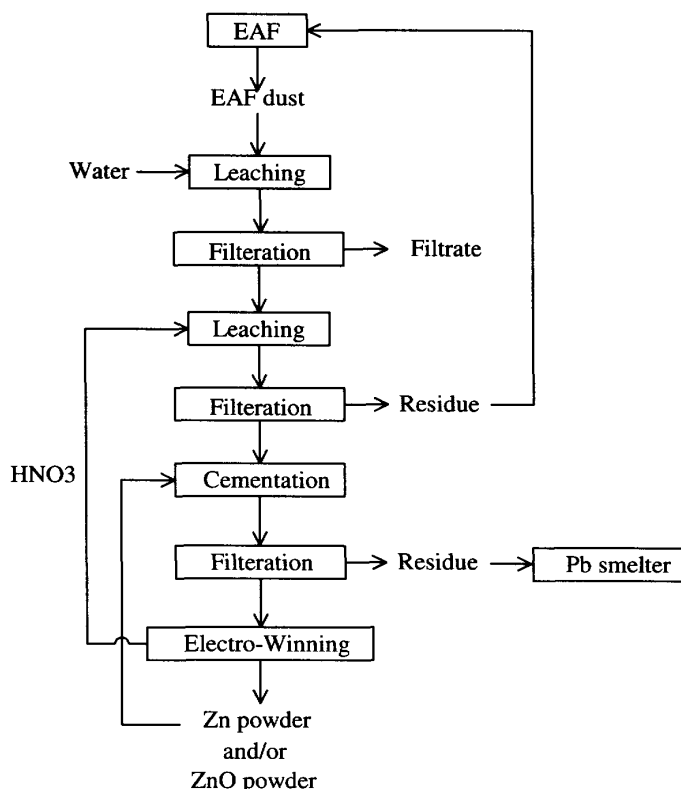 EAF
EAF dust
Water
Leaching
Filteration
Filtrate
Leaching
Filteration
Residue
HNO3
Cementation
Filteration
Residue
Pb smelter
Electro-Winning
Zn powder
and/or
ZnO powder